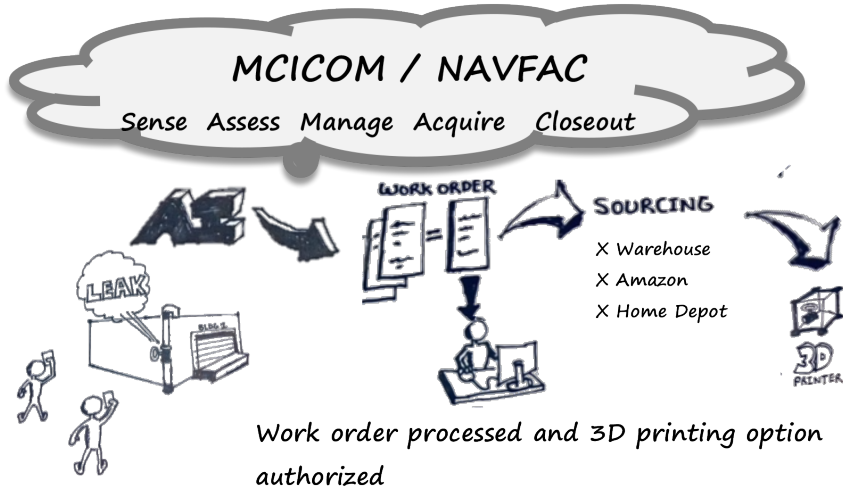 MCICOM / NAVFAC
Sense Assess Manage Acquire Closeout
AI
WORK ORDER
SOURCING
X Warehouse
X Amazon
X Home Depot
LEAK
BLDG 1
3D
PRINTER
Work order processed and 3D printing option
authorized